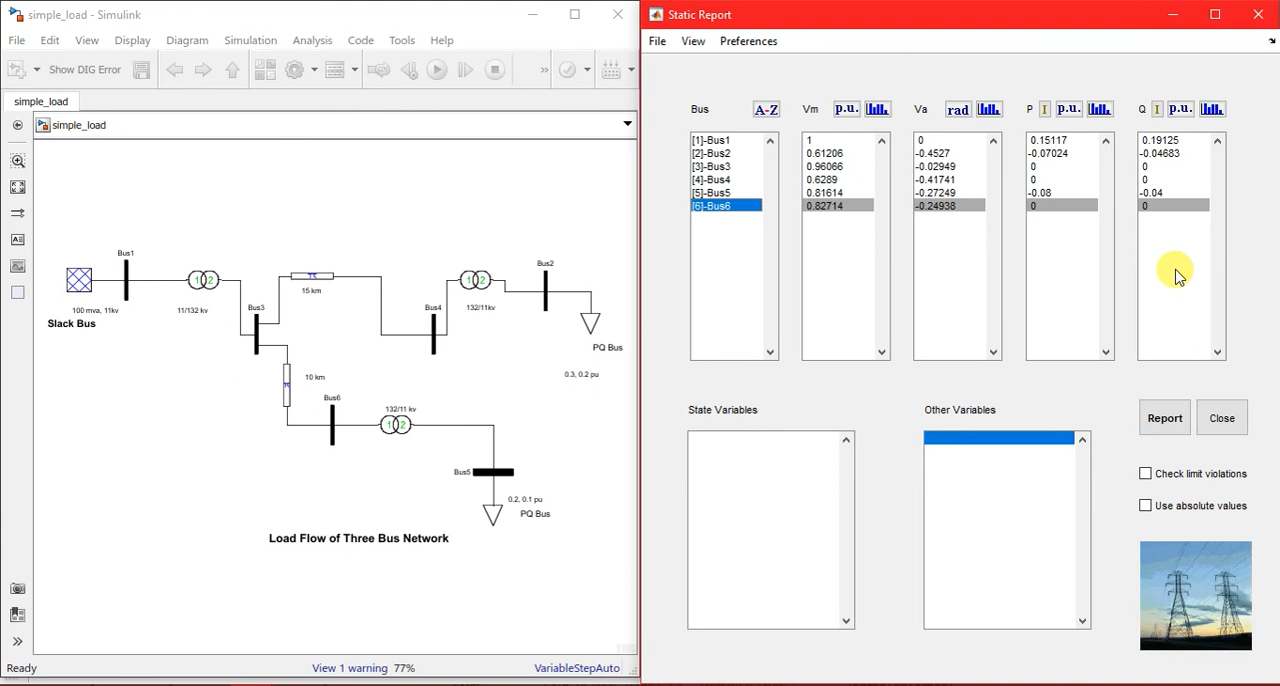 simple_load - Simulink
File Edit View Display Diagram Simulation Analysis Code Tools Help
Show DIG Error
simple_load
simple_load
Bus1
100 mva, 11kv
Slack Bus
1 2
11/132 kv
Bus3
15 km
Bus4
1 2
132/11kv
Bus2
PQ Bus
0.3, 0.2 pu
10 km
Bus6
132/11 kv
1 2
Bus5
0.2, 0.1 pu
PQ Bus
Load Flow of Three Bus Network
Ready View 1 warning 77% VariableStepAuto
Static Report
File View Preferences
Bus A-Z Vm p.u. Va rad P I p.u. Q I p.u.
[1]-Bus1 1 0 0.15117 0.19125
[2]-Bus2 0.61206 -0.4527 -0.07024 -0.04683
[3]-Bus3 0.96066 -0.02949 0 0
[4]-Bus4 0.6289 -0.41741 0 0
[5]-Bus5 0.81614 -0.27249 -0.08 -0.04
[6]-Bus6 0.82714 -0.24938 0 0
State Variables Other Variables
Report Close
Check limit violations
Use absolute values